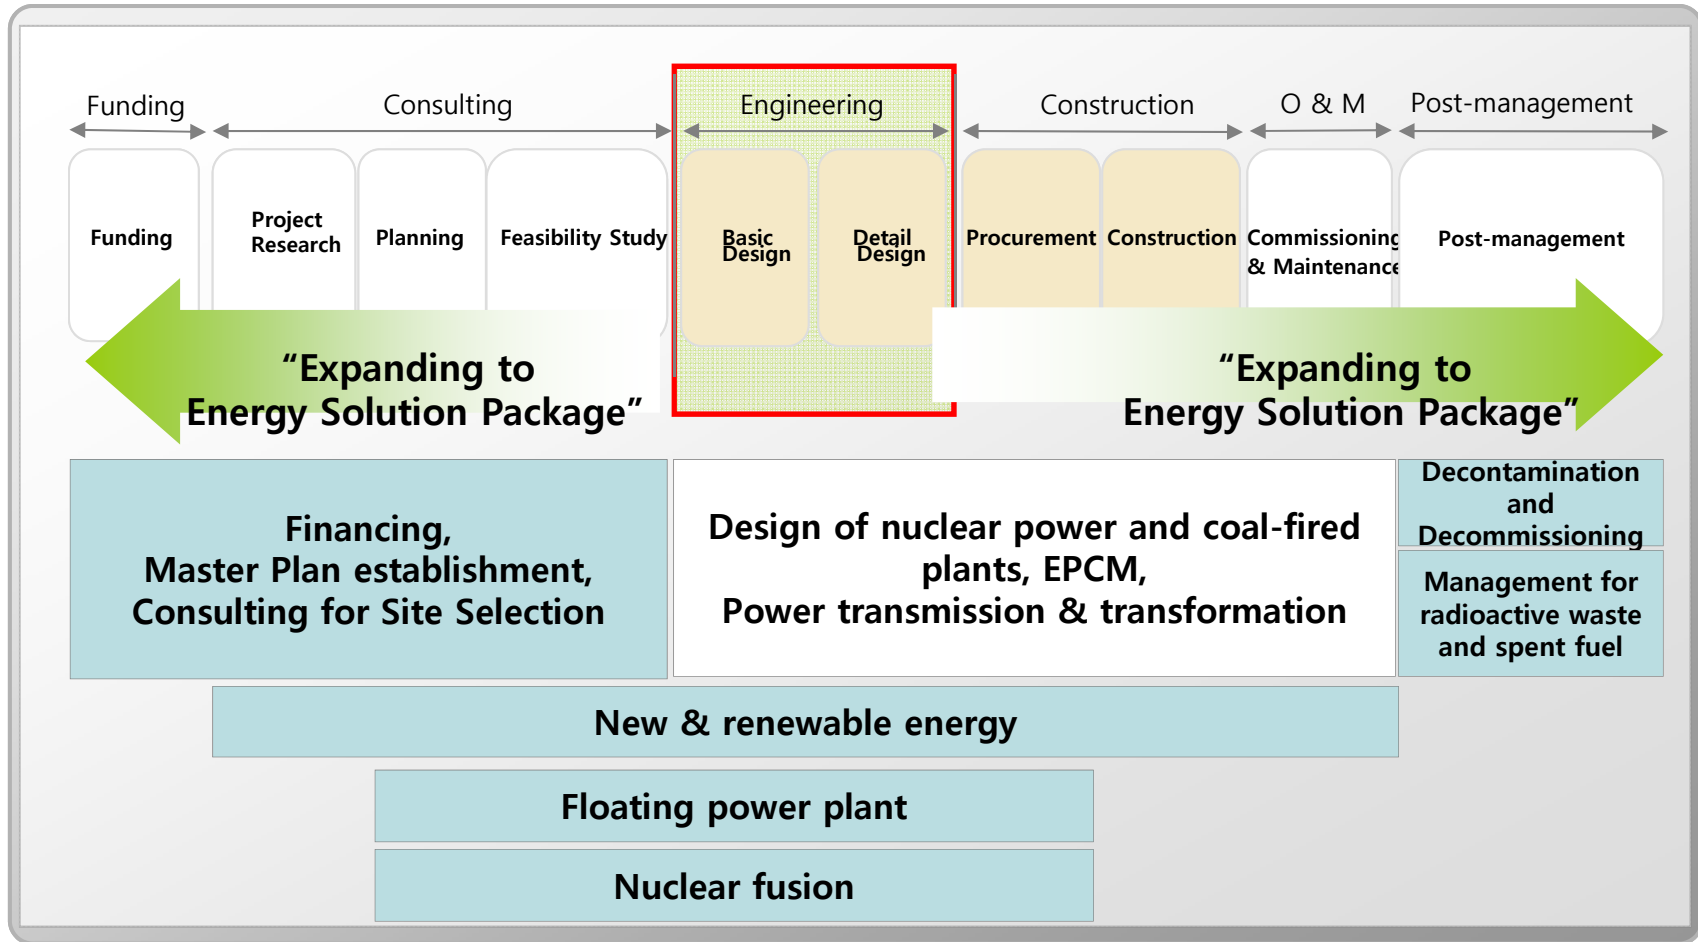 Funding
Consulting
Engineering
Construction
O & M
Post-management
Funding
Project
Research
Planning
Feasibility Study
Basic
Design
Detail
Design
Procurement
Construction
Commissioning
& Maintenance
Post-management
“Expanding to
Energy Solution Package”
“Expanding to
Energy Solution Package”
Financing,
Master Plan establishment,
Consulting for Site Selection
Design of nuclear power and coal-fired
plants, EPCM,
Power transmission & transformation
Decontamination
and
Decommissioning
Management for
radioactive waste
and spent fuel
New & renewable energy
Floating power plant
Nuclear fusion